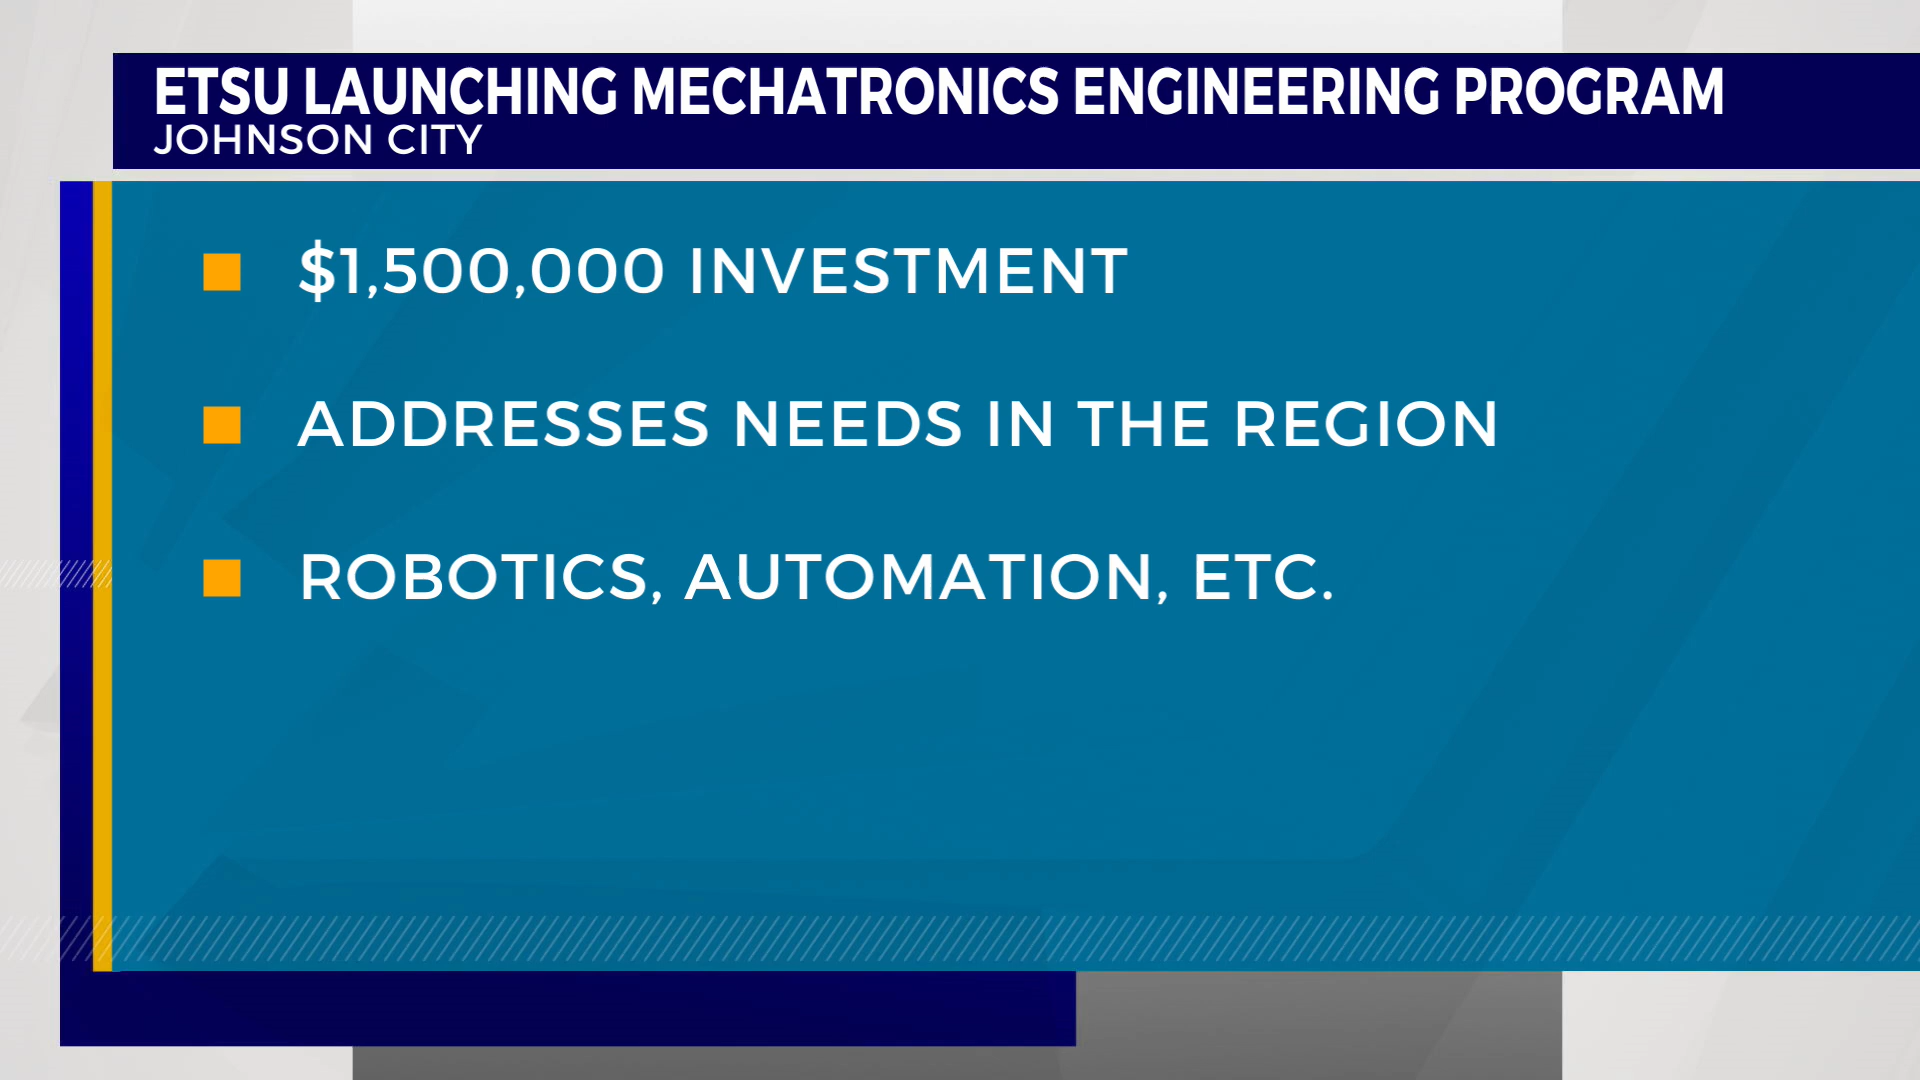 ETSU LAUNCHING MECHATRONICS ENGINEERING PROGRAM
JOHNSON CITY
$1,500,000 INVESTMENT
ADDRESSES NEEDS IN THE REGION
ROBOTICS, AUTOMATION, ETC.